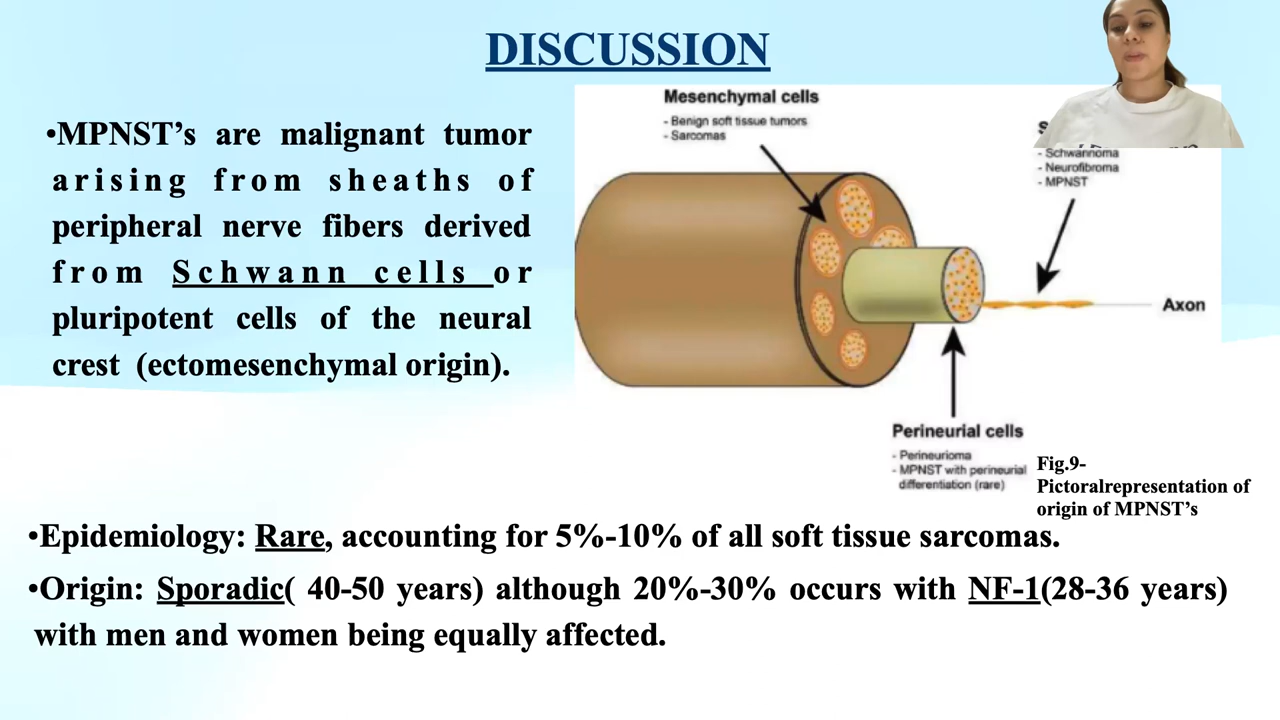 DISCUSSION
•MPNST’s are malignant tumor
arising from sheaths of
peripheral nerve fibers derived
from Schwann cells or
pluripotent cells of the neural
crest (ectomesenchymal origin).
Mesenchymal cells
- Benign soft tissue tumors
- Sarcomas
- Schwannoma
- Neurofibroma
- MPNST
Axon
Perineurial cells
- Perineurioma
- MPNST with perineurial
differentiation (rare)
Fig.9-
Pictoralrepresentation of
origin of MPNST’s
•Epidemiology: Rare, accounting for 5%-10% of all soft tissue sarcomas.
•Origin: Sporadic( 40-50 years) although 20%-30% occurs with NF-1(28-36 years)
with men and women being equally affected.